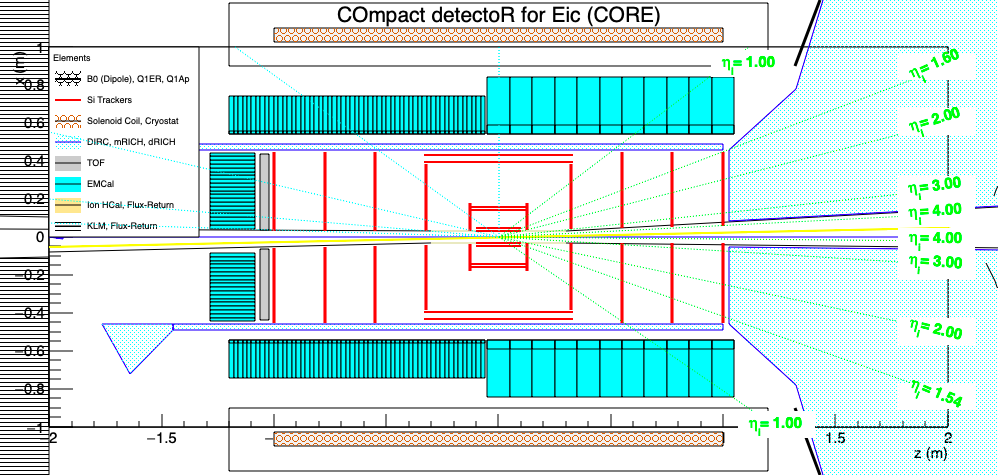 COmpact detectoR for Eic (CORE)
x (m)
1
0.8
0.6
0.4
0.2
0
−0.2
−0.4
−0.6
−0.8
−1
Elements
B0 (Dipole), Q1ER, Q1Ap
Si Trackers
Solenoid Coil, Cryostat
DIRC, mRICH, dRICH
TOF
EMCal
Ion HCal, Flux-Return
KLM, Flux-Return
η = 1.00
η = 1.60
η = 2.00
η = 3.00
η = 4.00
η = 4.00
η = 3.00
η = 2.00
η = 1.54
η = 1.00
2
−1.5
1.5
2
z (m)